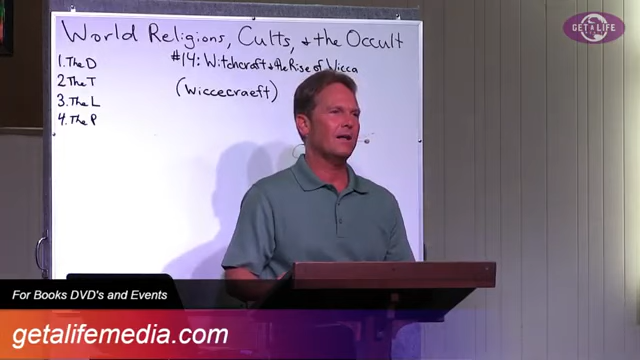 GET A LIFE
World Religions, Cults, & the Occult
#14: Witchcraft & the Rise of Wicca
(wiccecraeft)
1. The D
2. The T
3. The L
4. The P
For Books DVD's and Events
getalifemedia.com